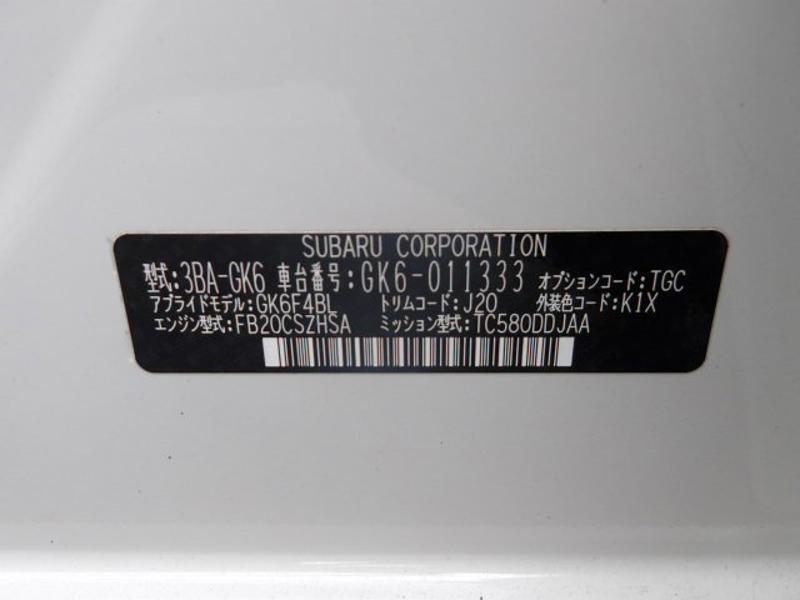 SUBARU CORPORATION
型式:3BA-GK6 車台番号:GK6-011333 オプションコード:TGC
アプライドモデル:GK6F4BL トリムコード:J20 外装色コード:K1X
エンジン型式:FB20CSZHSA ミッション型式:TC580DDJAA